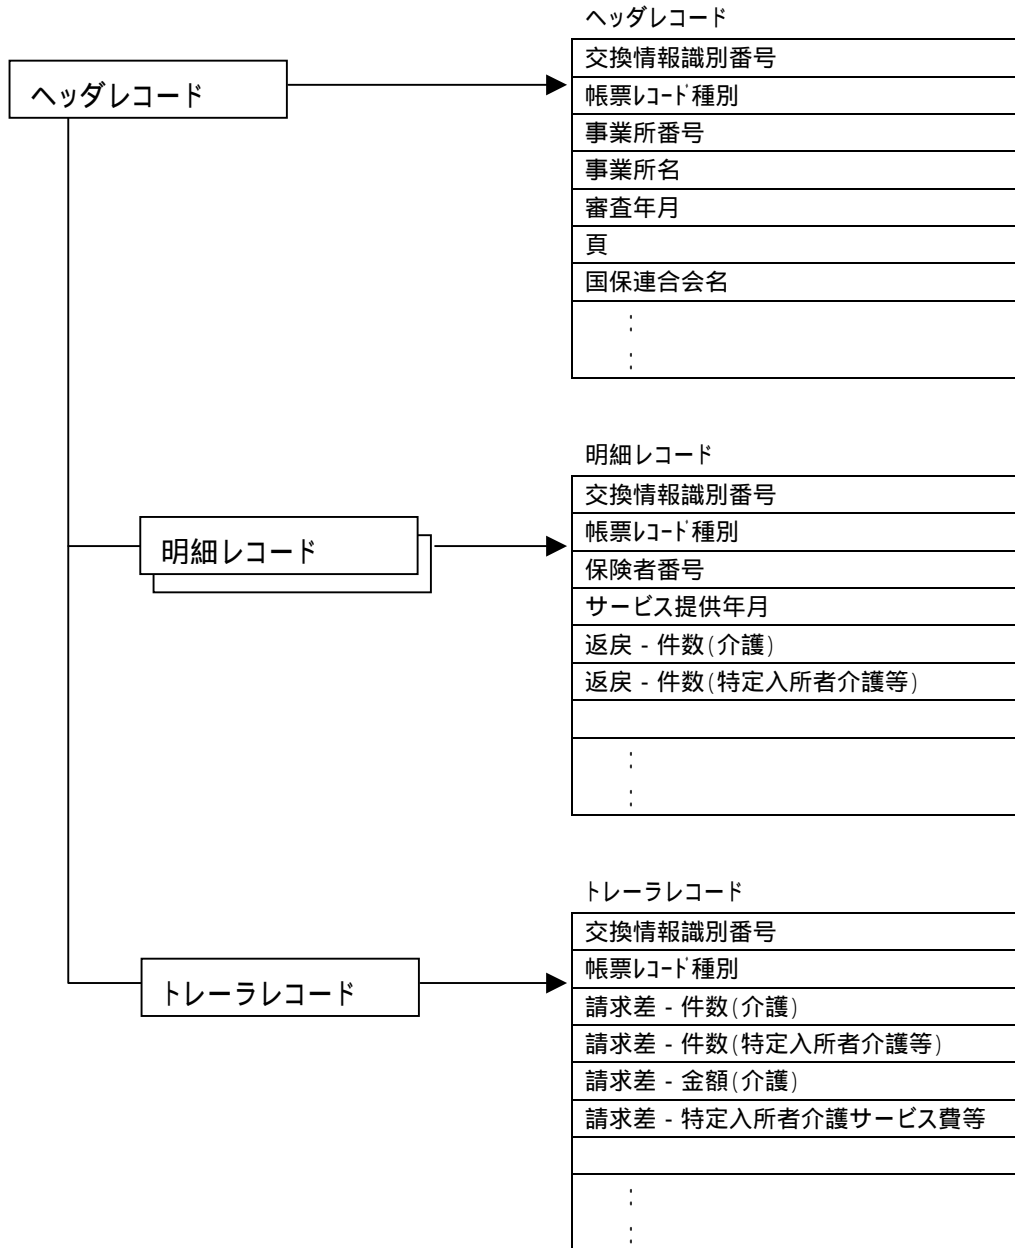 ヘッダレコード
ヘッダレコード
交換情報識別番号
帳票ﾚｺｰﾄﾞ種別
事業所番号
事業所名
審査年月
頁
国保連合会名
:
:
明細レコード
明細レコード
交換情報識別番号
帳票ﾚｺｰﾄﾞ種別
保険者番号
サービス提供年月
返戻 - 件数(介護)
返戻 - 件数(特定入所者介護等)
:
:
トレーラレコード
トレーラレコード
交換情報識別番号
帳票ﾚｺｰﾄﾞ種別
請求差 - 件数(介護)
請求差 - 件数(特定入所者介護等)
請求差 - 金額(介護)
請求差 - 特定入所者介護サービス費等
:
: